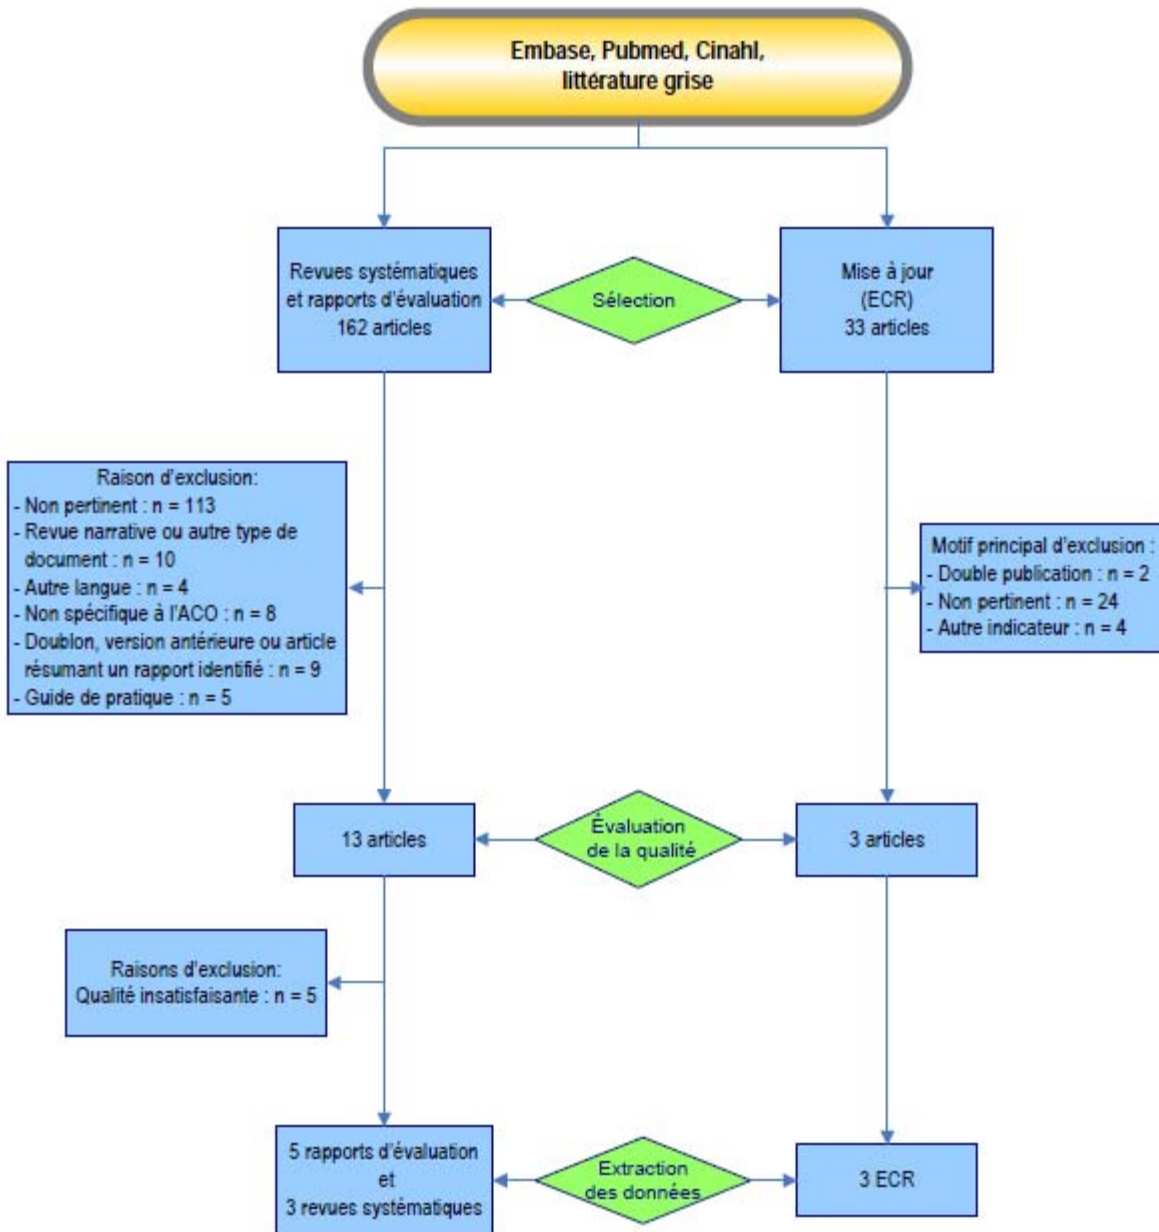 Embase, Pubmed, Cinahl,
littérature grise
Revues systématiques
et rapports d'évaluation
162 articles
Sélection
Mise à jour
(ECR)
33 articles
Raison d'exclusion:
- Non pertinent : n = 113
- Revue narrative ou autre type de
document : n = 10
- Autre langue : n = 4
- Non spécifique à l'ACO : n = 8
- Doublon, version antérieure ou article
résumant un rapport identifié : n = 9
- Guide de pratique : n = 5
Motif principal d'exclusion :
- Double publication : n = 2
- Non pertinent : n = 24
- Autre indicateur : n = 4
13 articles
Évaluation
de la qualité
3 articles
Raisons d'exclusion:
Qualité insatisfaisante : n = 5
5 rapports d'évaluation
et
3 revues systématiques
Extraction
des données
3 ECR